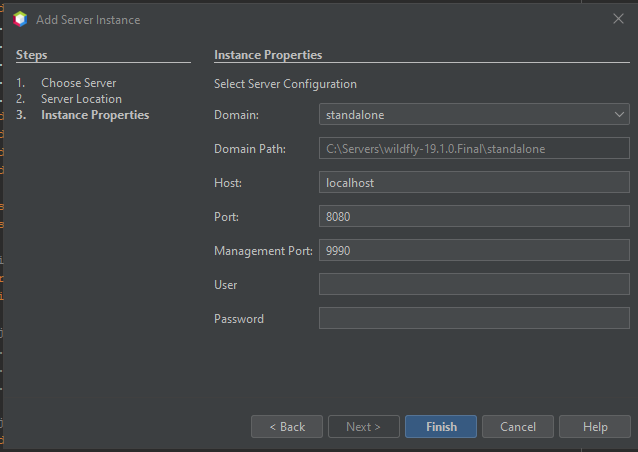 Add Server Instance
Steps
1. Choose Server
2. Server Location
3. Instance Properties
Instance Properties
Select Server Configuration
Domain: standalone
Domain Path: C:\Servers\wildfly-19.1.0.Final\standalone
Host: localhost
Port: 8080
Management Port: 9990
User
Password
< Back Next > Finish Cancel Help